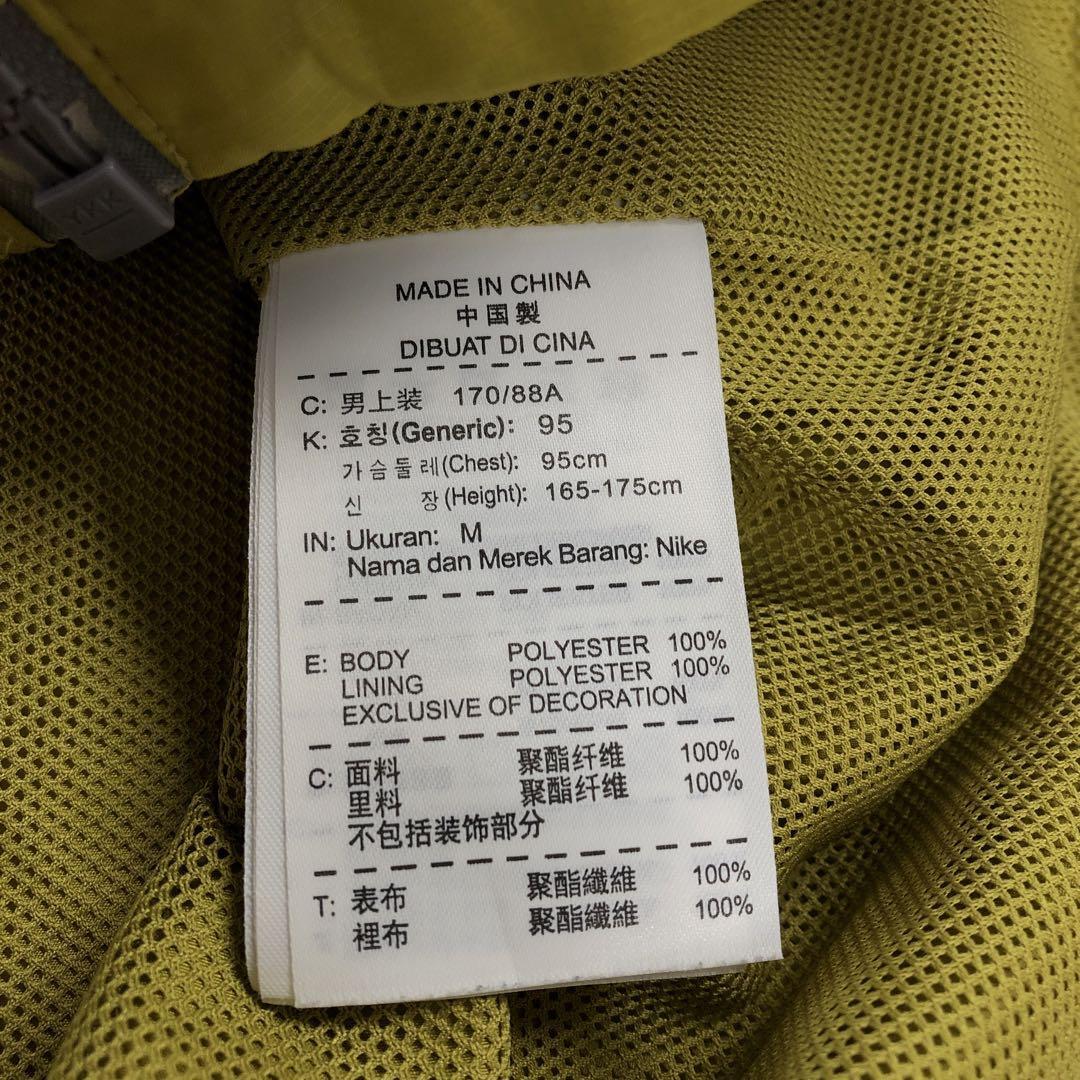 YKK
MADE IN CHINA
中国製
DIBUAT DI CINA
C: 男上装 170/88A
K: 호칭(Generic): 95
가슴둘레(Chest): 95cm
신 장(Height): 165-175cm
IN: Ukuran: M
Nama dan Merek Barang: Nike
E: BODY POLYESTER 100%
LINING POLYESTER 100%
EXCLUSIVE OF DECORATION
C: 面料 聚酯纤维 100%
里料 聚酯纤维 100%
不包括装饰部分
T: 表布 聚酯纖維 100%
裡布 聚酯纖維 100%